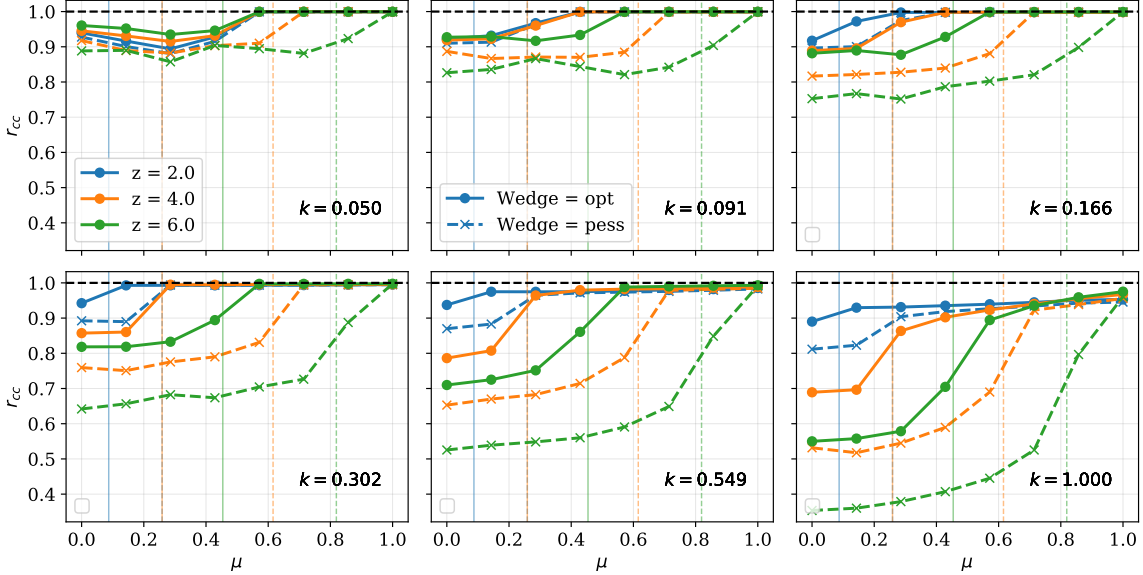 1.0
0.9
0.8
0.7
0.6
0.5
0.4
r_cc
z = 2.0
z = 4.0
z = 6.0
k = 0.050
Wedge = opt
Wedge = pess
k = 0.091
k = 0.166
1.0
0.9
0.8
0.7
0.6
0.5
0.4
r_cc
k = 0.302
k = 0.549
k = 1.000
0.0 0.2 0.4 0.6 0.8 1.0
0.0 0.2 0.4 0.6 0.8 1.0
0.0 0.2 0.4 0.6 0.8 1.0
μ μ μ